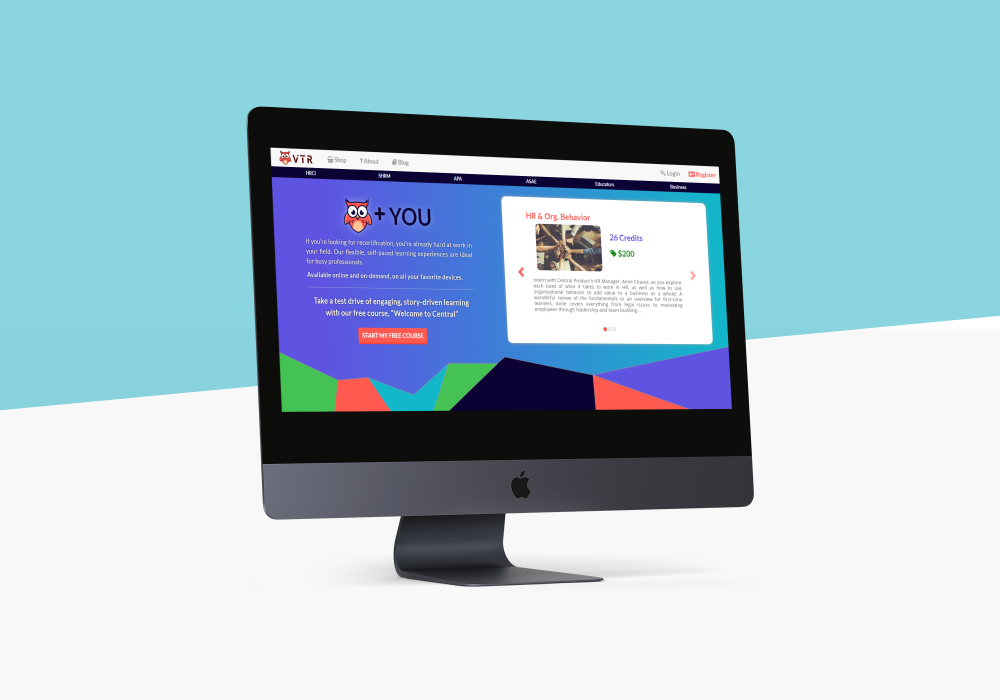 VTR Shop ? About Blog Login Register
HRCI SHRM APA ASAE Educators Business
+ YOU
If you're looking for recertification, you're already hard at work in
your field. Our flexible, self-paced learning experiences are ideal
for busy professionals.
Available online and on-demand, on all your favorite devices.
Take a test drive of engaging, story-driven learning
with our free course, "Welcome to Central"
START MY FREE COURSE
HR & Org. Behavior
26 Credits
$200
Intern with Central Product's HR Manager, Anie Chavez, as you explore
each facet of what it takes to work in HR, as well as how to use
organizational behavior to add value to a business as a whole! A
wonderful review of the fundamentals or an overview for first-time
learners, Anie covers everything from legal issues to motivating
employees through leadership and team building...